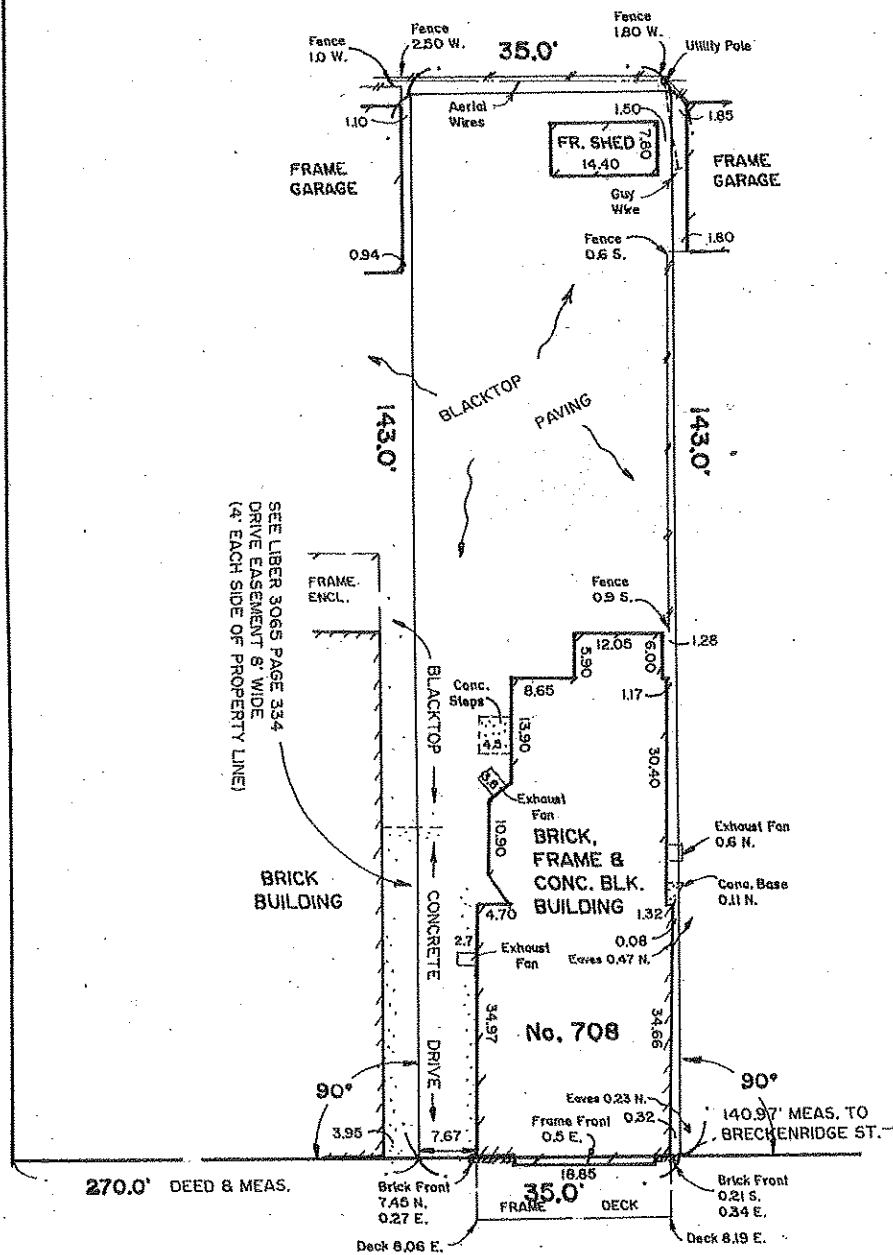 Fence
1.80 W.
Fence
2.50 W.
35.0'
Fence
1.0 W.
Utility Pole
Aerial
Wires
1.10
1.50
1.85
FR. SHED
7.80
14.40
FRAME
GARAGE
FRAME
GARAGE
Guy
Wire
1.80
0.94
Fence
0.6 S.
BLACKTOP
PAVING
143.0'
143.0'
SEE LIBER 3065 PAGE 334
DRIVE EASEMENT 8' WIDE
(4' EACH SIDE OF PROPERTY LINE)
FRAME
ENCL.
Fence
0.9 S.
1.28
12.05
5.90
6.00
8.65
1.17
BLACKTOP
Conc.
Steps
4.5
13.90
30.40
Exhaust
Fan
10.90
BRICK,
FRAME &
CONC. BLK.
BUILDING
Exhaust Fan
0.6 N.
Conc. Base
0.11 N.
BRICK
BUILDING
CONCRETE
DRIVE
4.70
1.32
0.08
Eaves 0.47 N.
2.7
Exhaust
Fan
34.97
No. 708
34.66
90°
90°
Eaves 0.23 N.
0.32
Frame Front
0.5 E.
140.97' MEAS. TO
BRECKENRIDGE ST.
3.95
7.67
18.85
270.0' DEED & MEAS.
Brick Front
7.45 N.
0.27 E.
35.0'
FRAME DECK
Brick Front
0.21 S.
0.34 E.
Deck 8.06 E.
Deck 8.19 E.